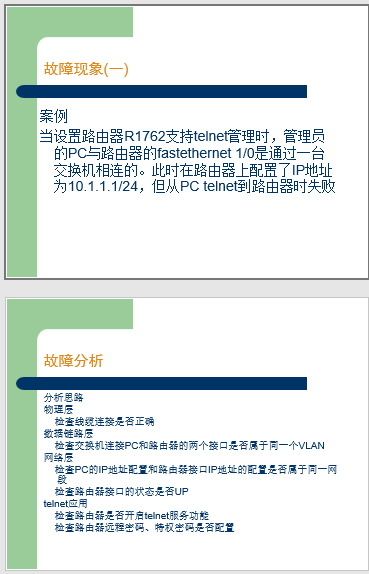 故障现象(一)
案例
当设置路由器R1762支持telnet管理时，管理员
的PC与路由器的fastethernet 1/0是通过一台
交换机相连的。此时在路由器上配置了IP地址
为10.1.1.1/24，但从PC telnet到路由器时失败
故障分析
分析思路
物理层
检查线缆连接是否正确
数据链路层
检查交换机连接PC和路由器的两个接口是否属于同一个VLAN
网络层
检查PC的IP地址配置和路由器接口IP地址的配置是否属于同一网
段
检查路由器接口的状态是否UP
telnet应用
检查路由器是否开启telnet服务功能
检查路由器远程密码、特权密码是否配置